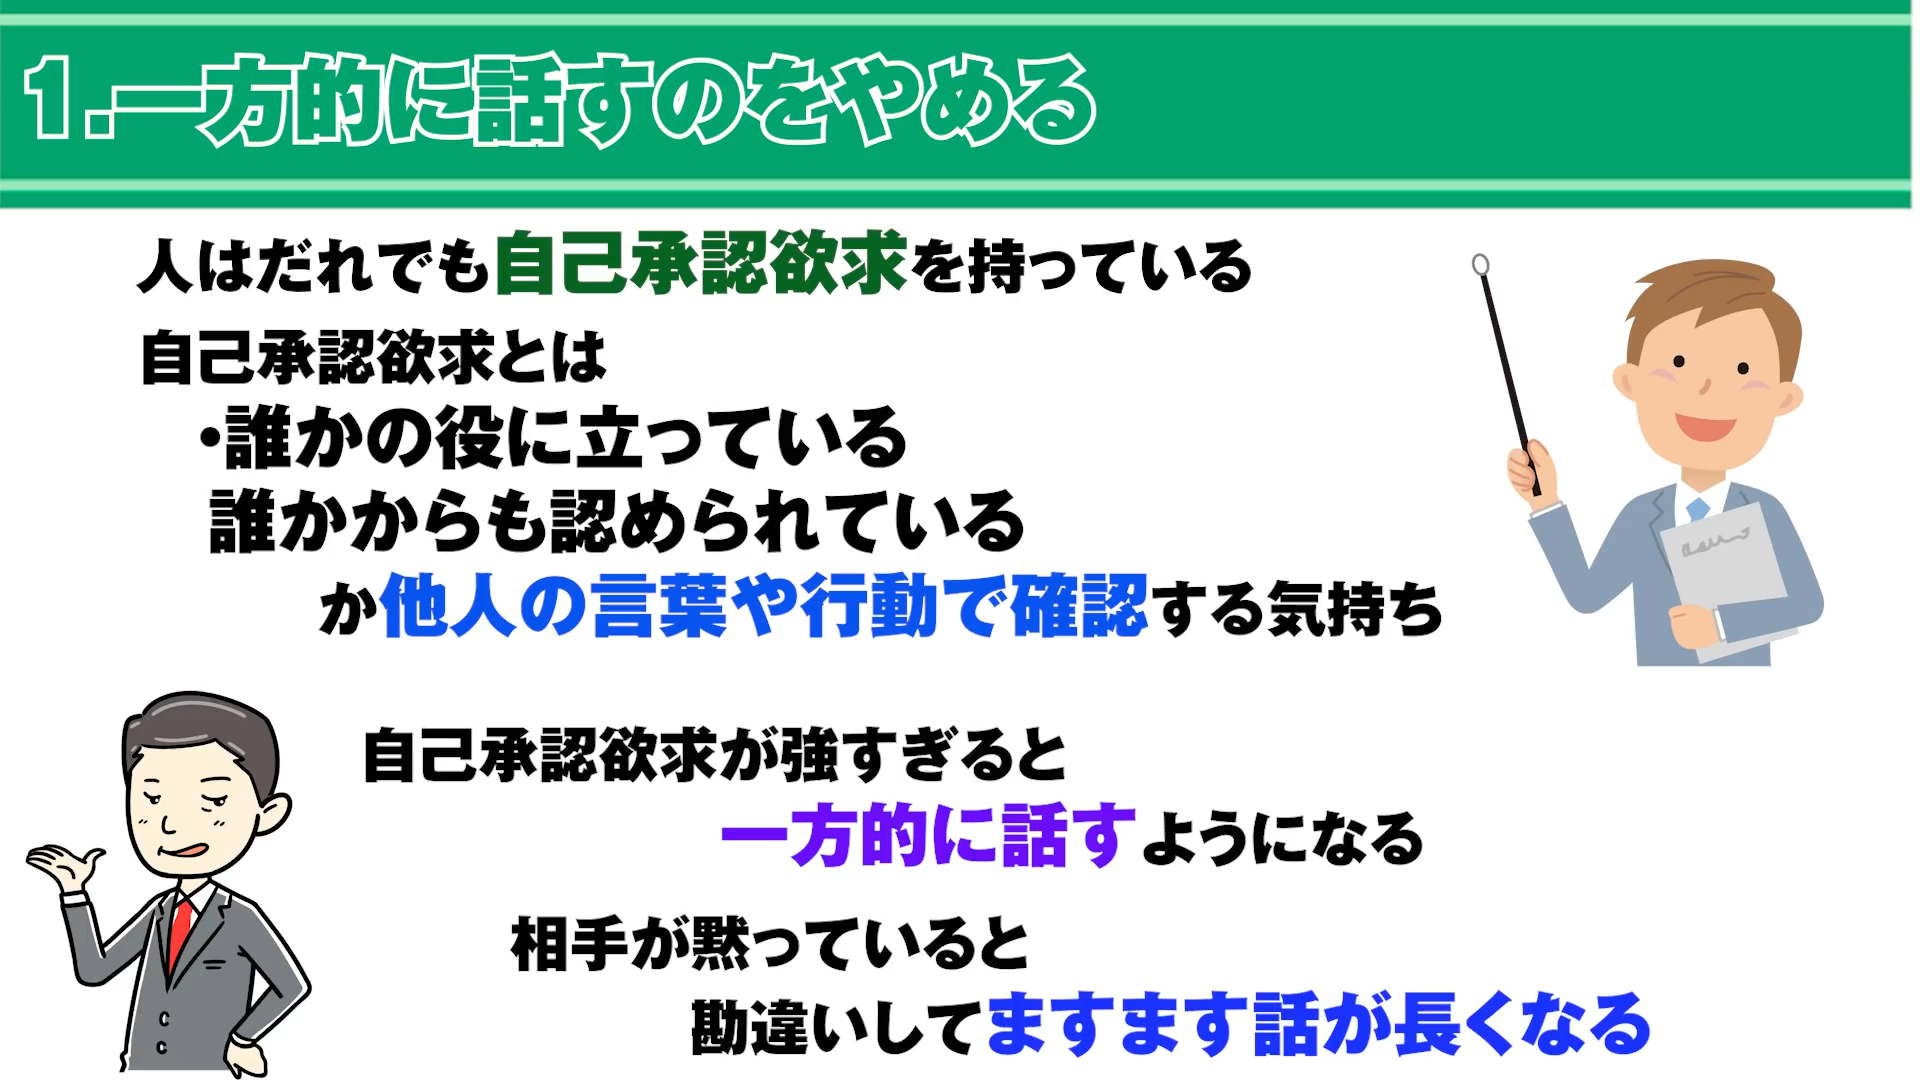 1.一方的に話すのをやめる
人はだれでも自己承認欲求を持っている
自己承認欲求とは
・誰かの役に立っている
誰かからも認められている
か他人の言葉や行動で確認する気持ち
自己承認欲求が強すぎると
一方的に話すようになる
相手が黙っていると
勘違いしてますます話が長くなる